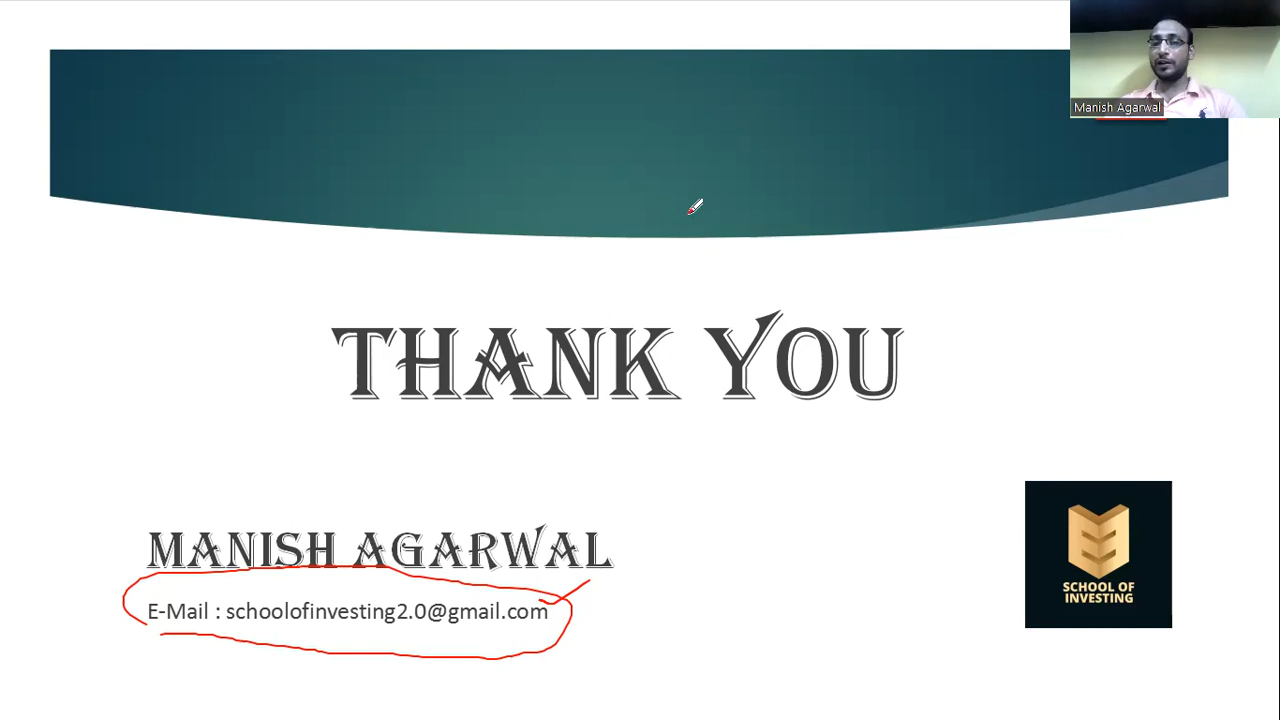 Manish Agarwal
THANK YOU
MANISH AGARWAL
E-Mail : schoolofinvesting2.0@gmail.com
SCHOOL OF
INVESTING